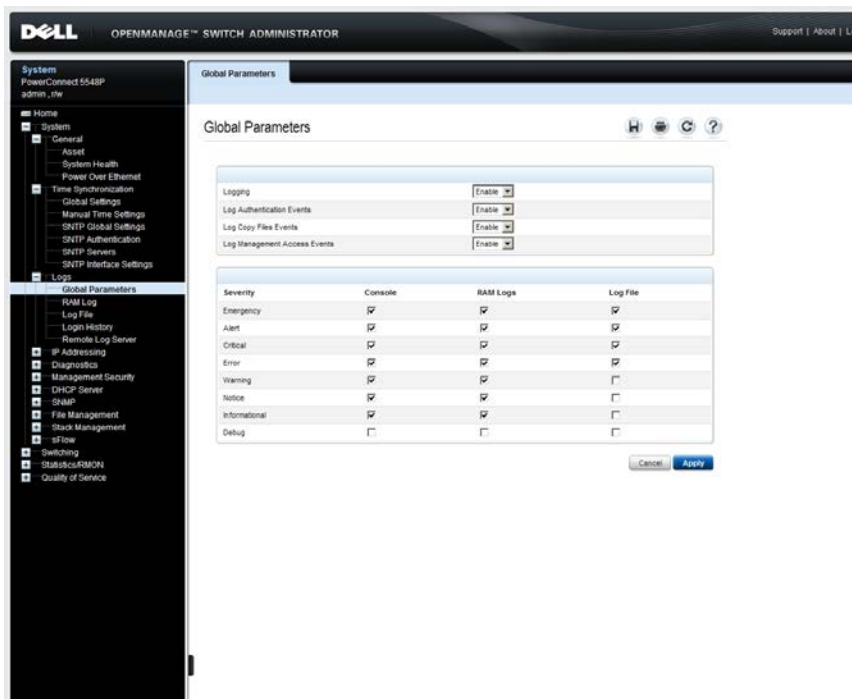 DELL OPENMANAGE™ SWITCH ADMINISTRATOR
Support | About | L
System
PowerConnect 5548P
admin , r/w
Home
System
General
Asset
System Health
Power Over Ethernet
Time Synchronization
Global Settings
Manual Time Settings
SNTP Global Settings
SNTP Authentication
SNTP Servers
SNTP Interface Settings
Logs
Global Parameters
RAM Log
Log File
Login History
Remote Log Server
IP Addressing
Diagnostics
Management Security
DHCP Server
SNMP
File Management
Stack Management
sFlow
Switching
Statistics/RMON
Quality of Service
Global Parameters
Global Parameters
?
Logging Enable
Log Authentication Events Enable
Log Copy Files Events Enable
Log Management Access Events Enable
Severity Console RAM Logs Log File
Emergency
Alert
Critical
Error
Warning
Notice
Informational
Debug
Cancel Apply